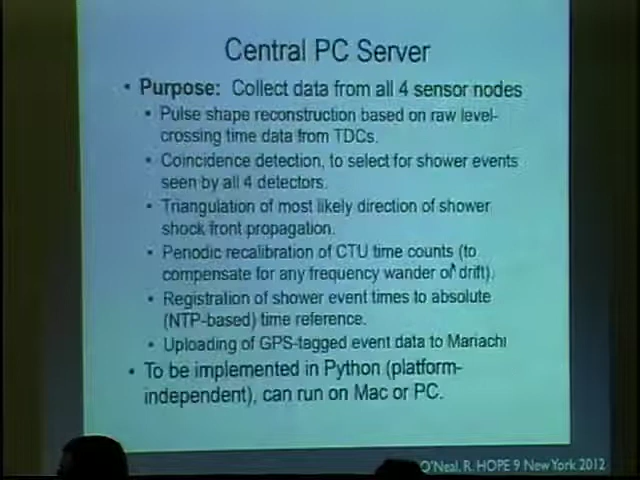 Central PC Server
• Purpose: Collect data from all 4 sensor nodes
• Pulse shape reconstruction based on raw level-
crossing time data from TDCs.
• Coincidence detection, to select for shower events
seen by all 4 detectors.
• Triangulation of most likely direction of shower
shock front propagation.
• Periodic recalibration of CTU time counts (to
compensate for any frequency wander or drift).
• Registration of shower event times to absolute
(NTP-based) time reference.
• Uploading of GPS-tagged event data to Mariachi
• To be implemented in Python (platform-
independent), can run on Mac or PC.
O'Neal, R. HOPE 9 New York 2012